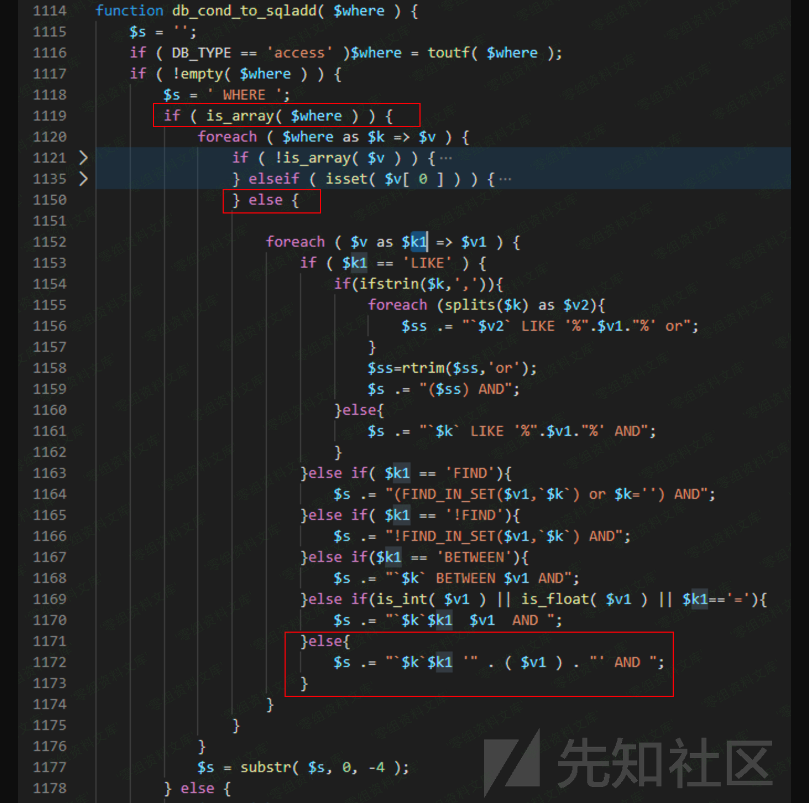 1114 function db_cond_to_sqladd( $where ) {
1115 $s = '';
1116 if ( DB_TYPE == 'access' )$where = toutf( $where );
1117 if ( !empty( $where ) ) {
1118 $s = ' WHERE ';
1119 if ( is_array( $where ) ) {
1120 foreach ( $where as $k => $v ) {
1121 if ( !is_array( $v ) ) {···
1135 } elseif ( isset( $v[ 0 ] ) ) {···
1150 } else {
1151
1152 foreach ( $v as $k1 => $v1 ) {
1153 if ( $k1 == 'LIKE' ) {
1154 if(ifstrin($k,',')){
1155 foreach (splits($k) as $v2){
1156 $ss .= "`$v2` LIKE '%".$v1."%' or";
1157 }
1158 $ss=rtrim($ss,'or');
1159 $s .= "($ss) AND";
1160 }else{
1161 $s .= "`$k` LIKE '%".$v1."%' AND";
1162 }
1163 }else if( $k1 == 'FIND'){
1164 $s .= "(FIND_IN_SET($v1,`$k`) or $k='') AND";
1165 }else if( $k1 == '!FIND'){
1166 $s .= "!FIND_IN_SET($v1,`$k`) AND";
1167 }else if($k1 == 'BETWEEN'){
1168 $s .= "`$k` BETWEEN $v1 AND";
1169 }else if(is_int( $v1 ) || is_float( $v1 ) || $k1=='='){
1170 $s .= "`$k`$k1  $v1  AND ";
1171 }else{
1172 $s .= "`$k`$k1 '" . ( $v1 ) . "' AND ";
1173 }
1174 }
1175 }
1176 }
1177 $s = substr( $s, 0, -4 );
1178 } else {
先知社区